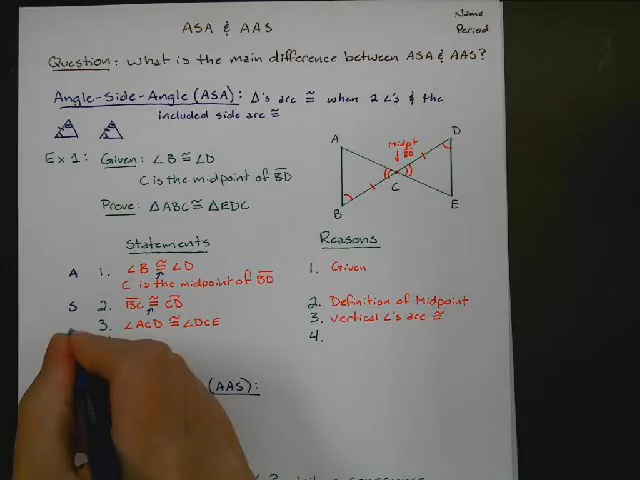 Name
Period
ASA & AAS
Question: What is the main difference between ASA & AAS?
Angle-Side-Angle (ASA): Δ's are ≅ when 2 ∠'s & the
included side are ≅
Ex 1: Given: ∠B ≅ ∠D
C is the midpoint of BD
Prove: ΔABC ≅ ΔEDC
A
D
Midpt
BD
C
B
E
Statements
Reasons
A 1. ∠B ≅ ∠D
C is the midpoint of BD
1. Given
S 2. BC ≅ CD
2. Definition of Midpoint
3. ∠ACD ≅ ∠DCE
3. Vertical ∠'s are ≅
4.
(AAS):